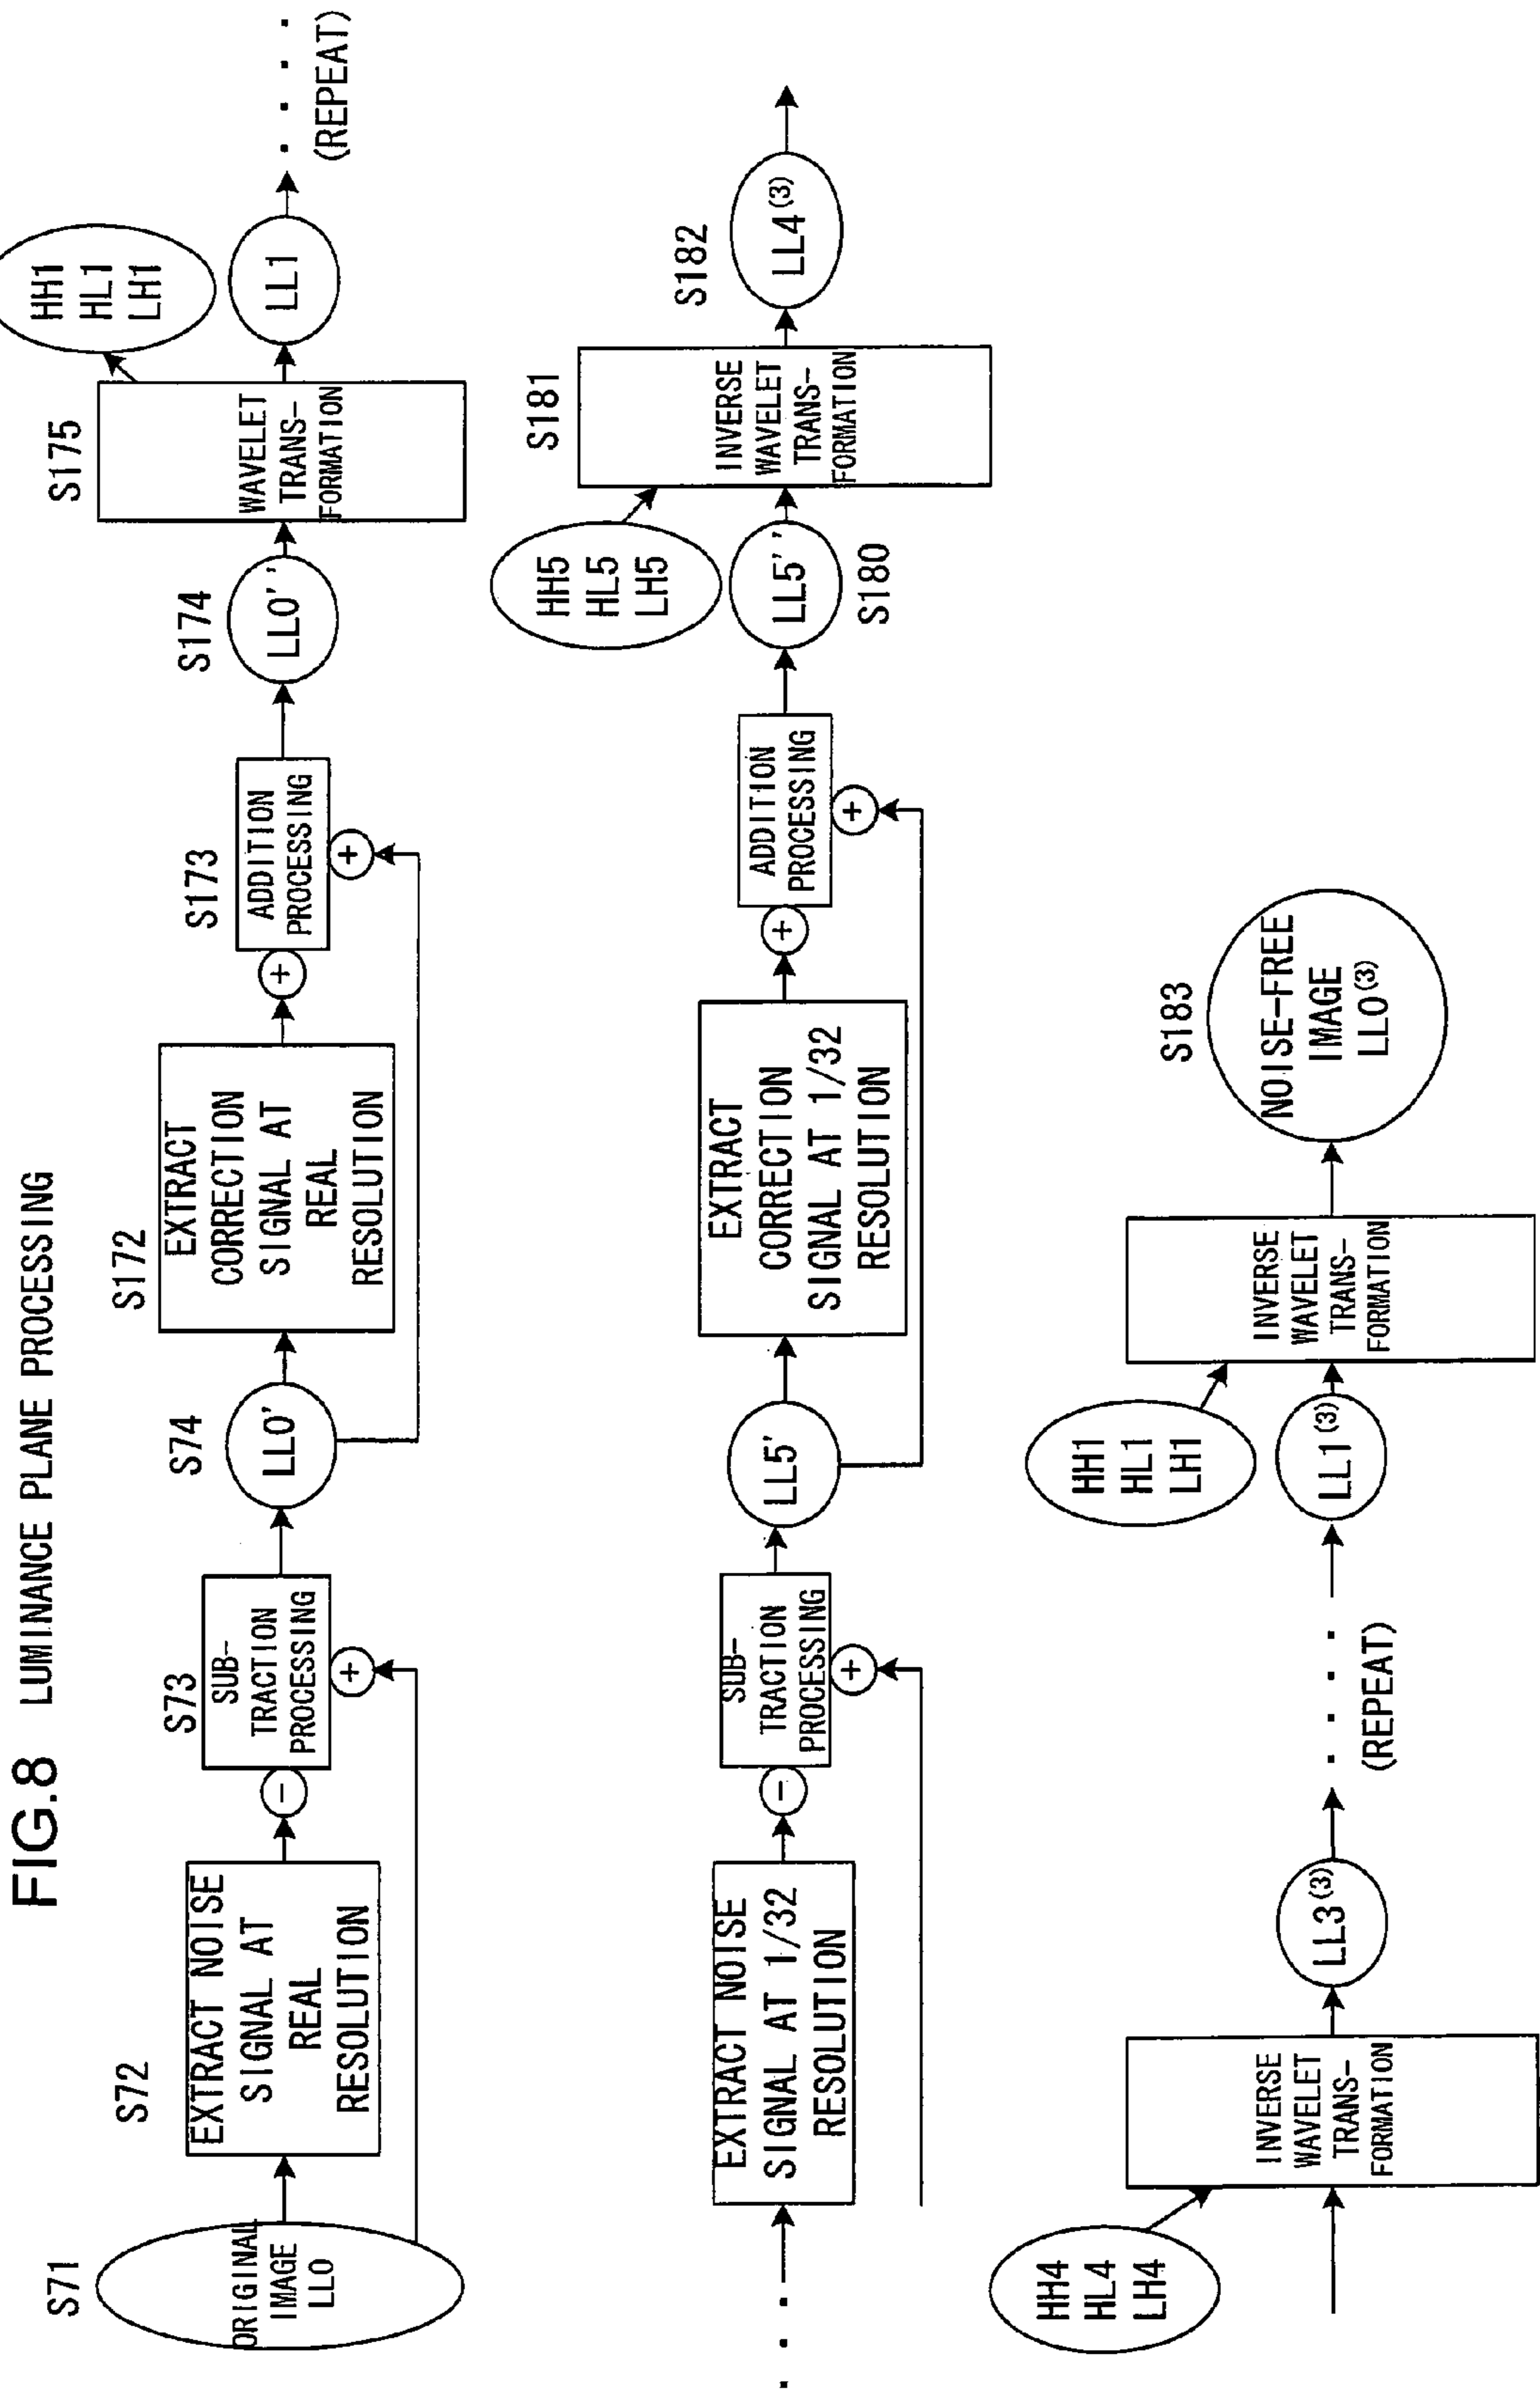 FIG.8 LUMINANCE PLANE PROCESSING
S71
ORIGINAL
IMAGE
LL0
S72
EXTRACT NOISE
SIGNAL AT
REAL
RESOLUTION
−
S73
SUB-
TRACTION
PROCESSING
+
S74
LL0'
S172
EXTRACT
CORRECTION
SIGNAL AT
REAL
RESOLUTION
+
S173
ADDITION
PROCESSING
+
S174
LL0''
S175
WAVELET
TRANS-
FORMATION
HH1
HL1
LH1
LL1
. . . .
(REPEAT)
. . .
EXTRACT NOISE
SIGNAL AT 1/32
RESOLUTION
−
SUB-
TRACTION
PROCESSING
+
LL5'
EXTRACT
CORRECTION
SIGNAL AT 1/32
RESOLUTION
+
ADDITION
PROCESSING
+
HH5
HL5
LH5
LL5''
S180
S181
INVERSE
WAVELET
TRANS-
FORMATION
S182
LL4(3)
HH4
HL4
LH4
INVERSE
WAVELET
TRANS-
FORMATION
LL3(3)
. . . .
(REPEAT)
HH1
HL1
LH1
LL1(3)
INVERSE
WAVELET
TRANS-
FORMATION
S183
NOISE-FREE
IMAGE
LL0(3)